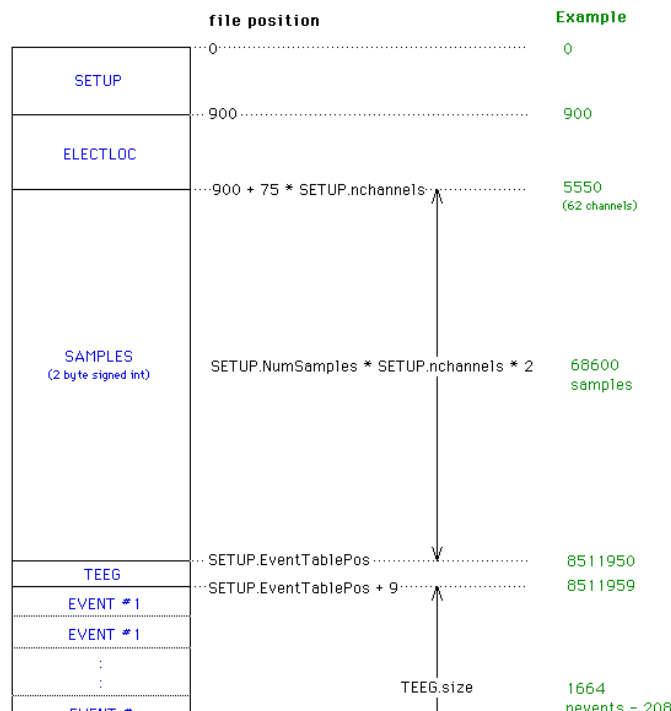 file position Example
0 0
SETUP
900 900
ELECTLOC
900 + 75 * SETUP.nchannels 5550
(62 channels)
SAMPLES
(2 byte signed int)
SETUP.NumSamples * SETUP.nchannels * 2 68600
samples
SETUP.EventTablePos 8511950
TEEG
SETUP.EventTablePos + 9 8511959
EVENT #1
EVENT #1
:
:
TEEG.size 1664
nevents - 208